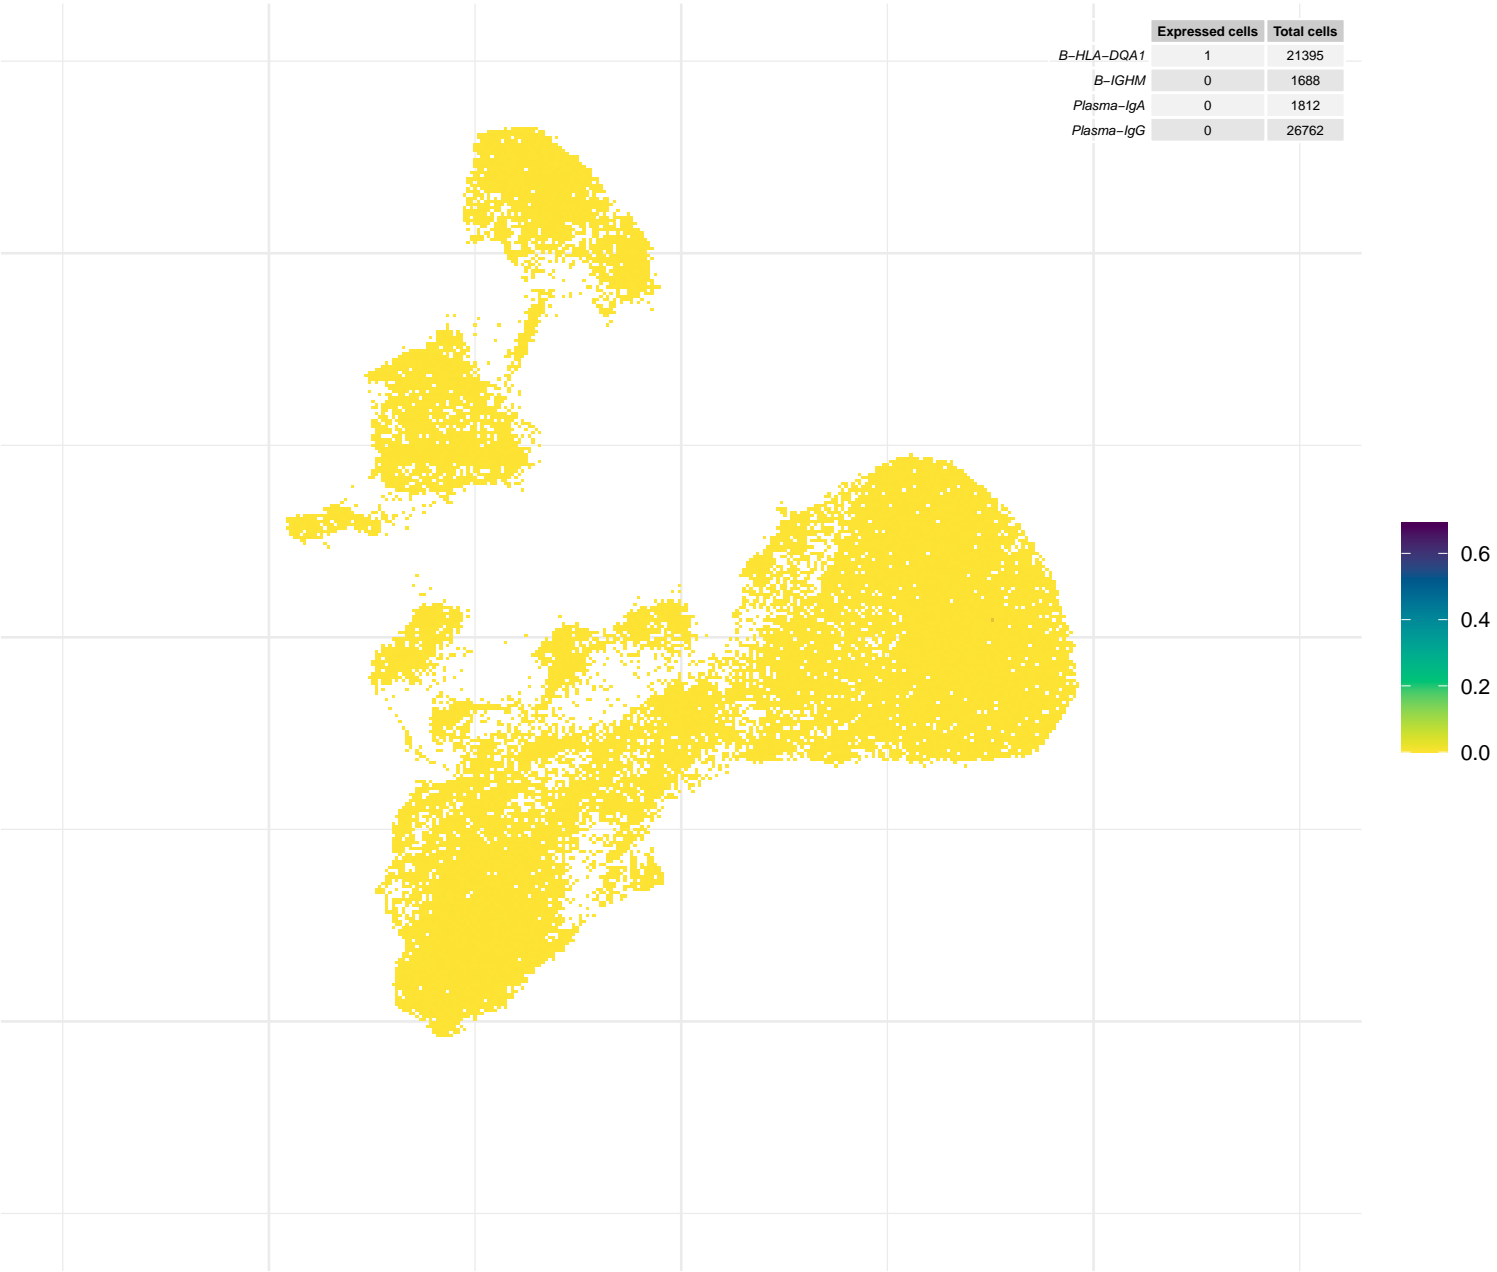 Expressed cells Total cells
B−HLA−DQA1 1 21395
B−IGHM 0 1688
Plasma−IgA 0 1812
Plasma−IgG 0 26762
0.6
0.4
0.2
0.0